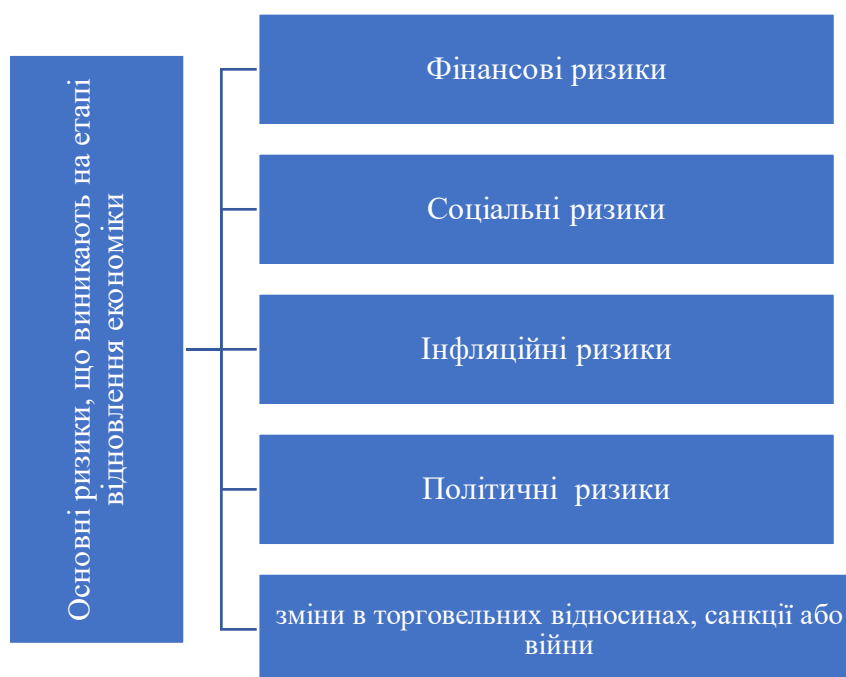 Основні ризики, що виникають на етапі
відновлення економіки
Фінансові ризики
Соціальні ризики
Інфляційні ризики
Політичні  ризики
зміни в торговельних відносинах, санкції або
війни